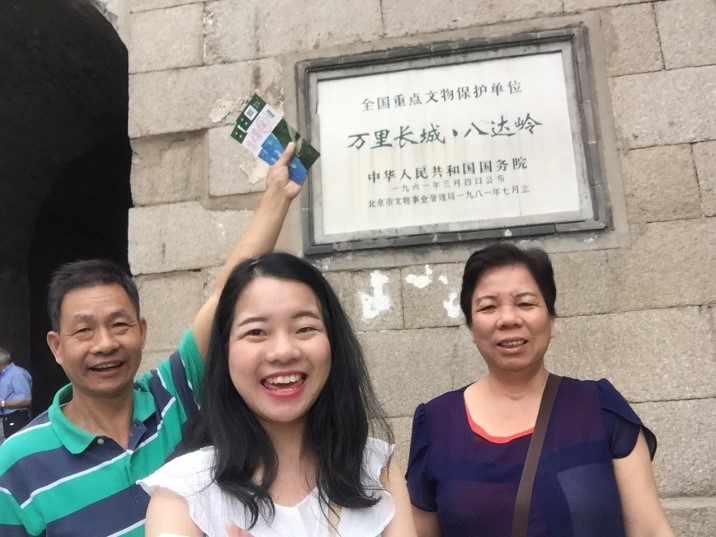 全国重点文物保护单位
万里长城·八达岭
中华人民共和国国务院
一九六一年三月四日公布
北京市文物事业管理局一九八一年七月立